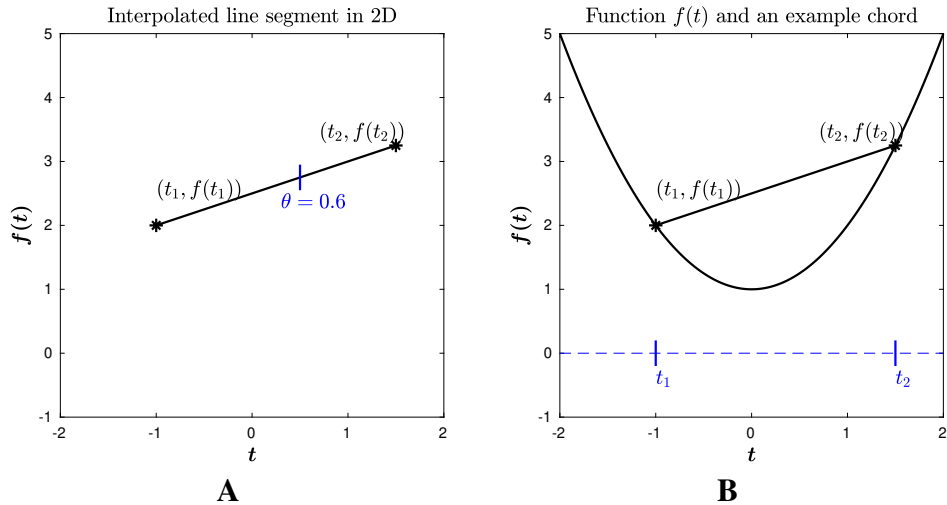 Interpolated line segment in 2D
5
4
3
2
1
0
-1
-2
-1
0
1
2
f(t)
t
(t₁, f(t₁))
(t₂, f(t₂))
θ = 0.6
A
Function f(t) and an example chord
5
4
3
2
1
0
-1
-2
-1
0
1
2
f(t)
t
(t₁, f(t₁))
(t₂, f(t₂))
t₁
t₂
B